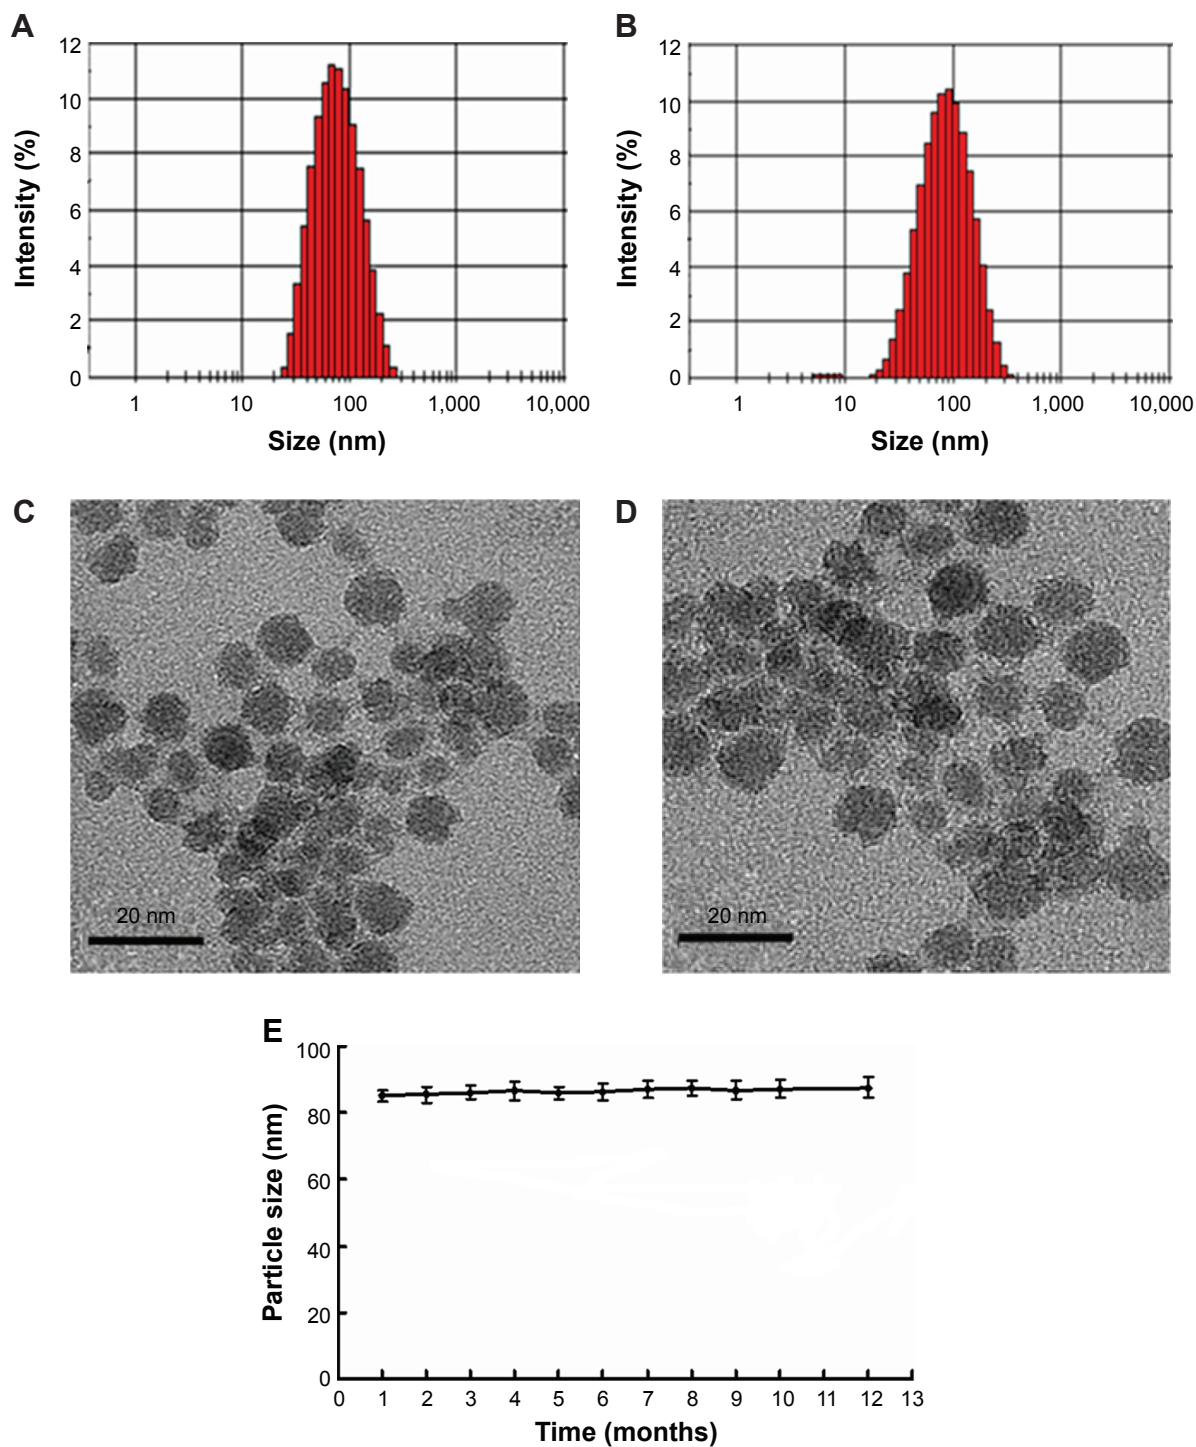 A
12
10
8
6
4
2
0
Intensity (%)
1 10 100 1,000 10,000
Size (nm)
B
12
10
8
6
4
2
0
Intensity (%)
1 10 100 1,000 10,000
Size (nm)
C
20 nm
D
20 nm
E
100
80
60
40
20
0
Particle size (nm)
0 1 2 3 4 5 6 7 8 9 10 11 12 13
Time (months)